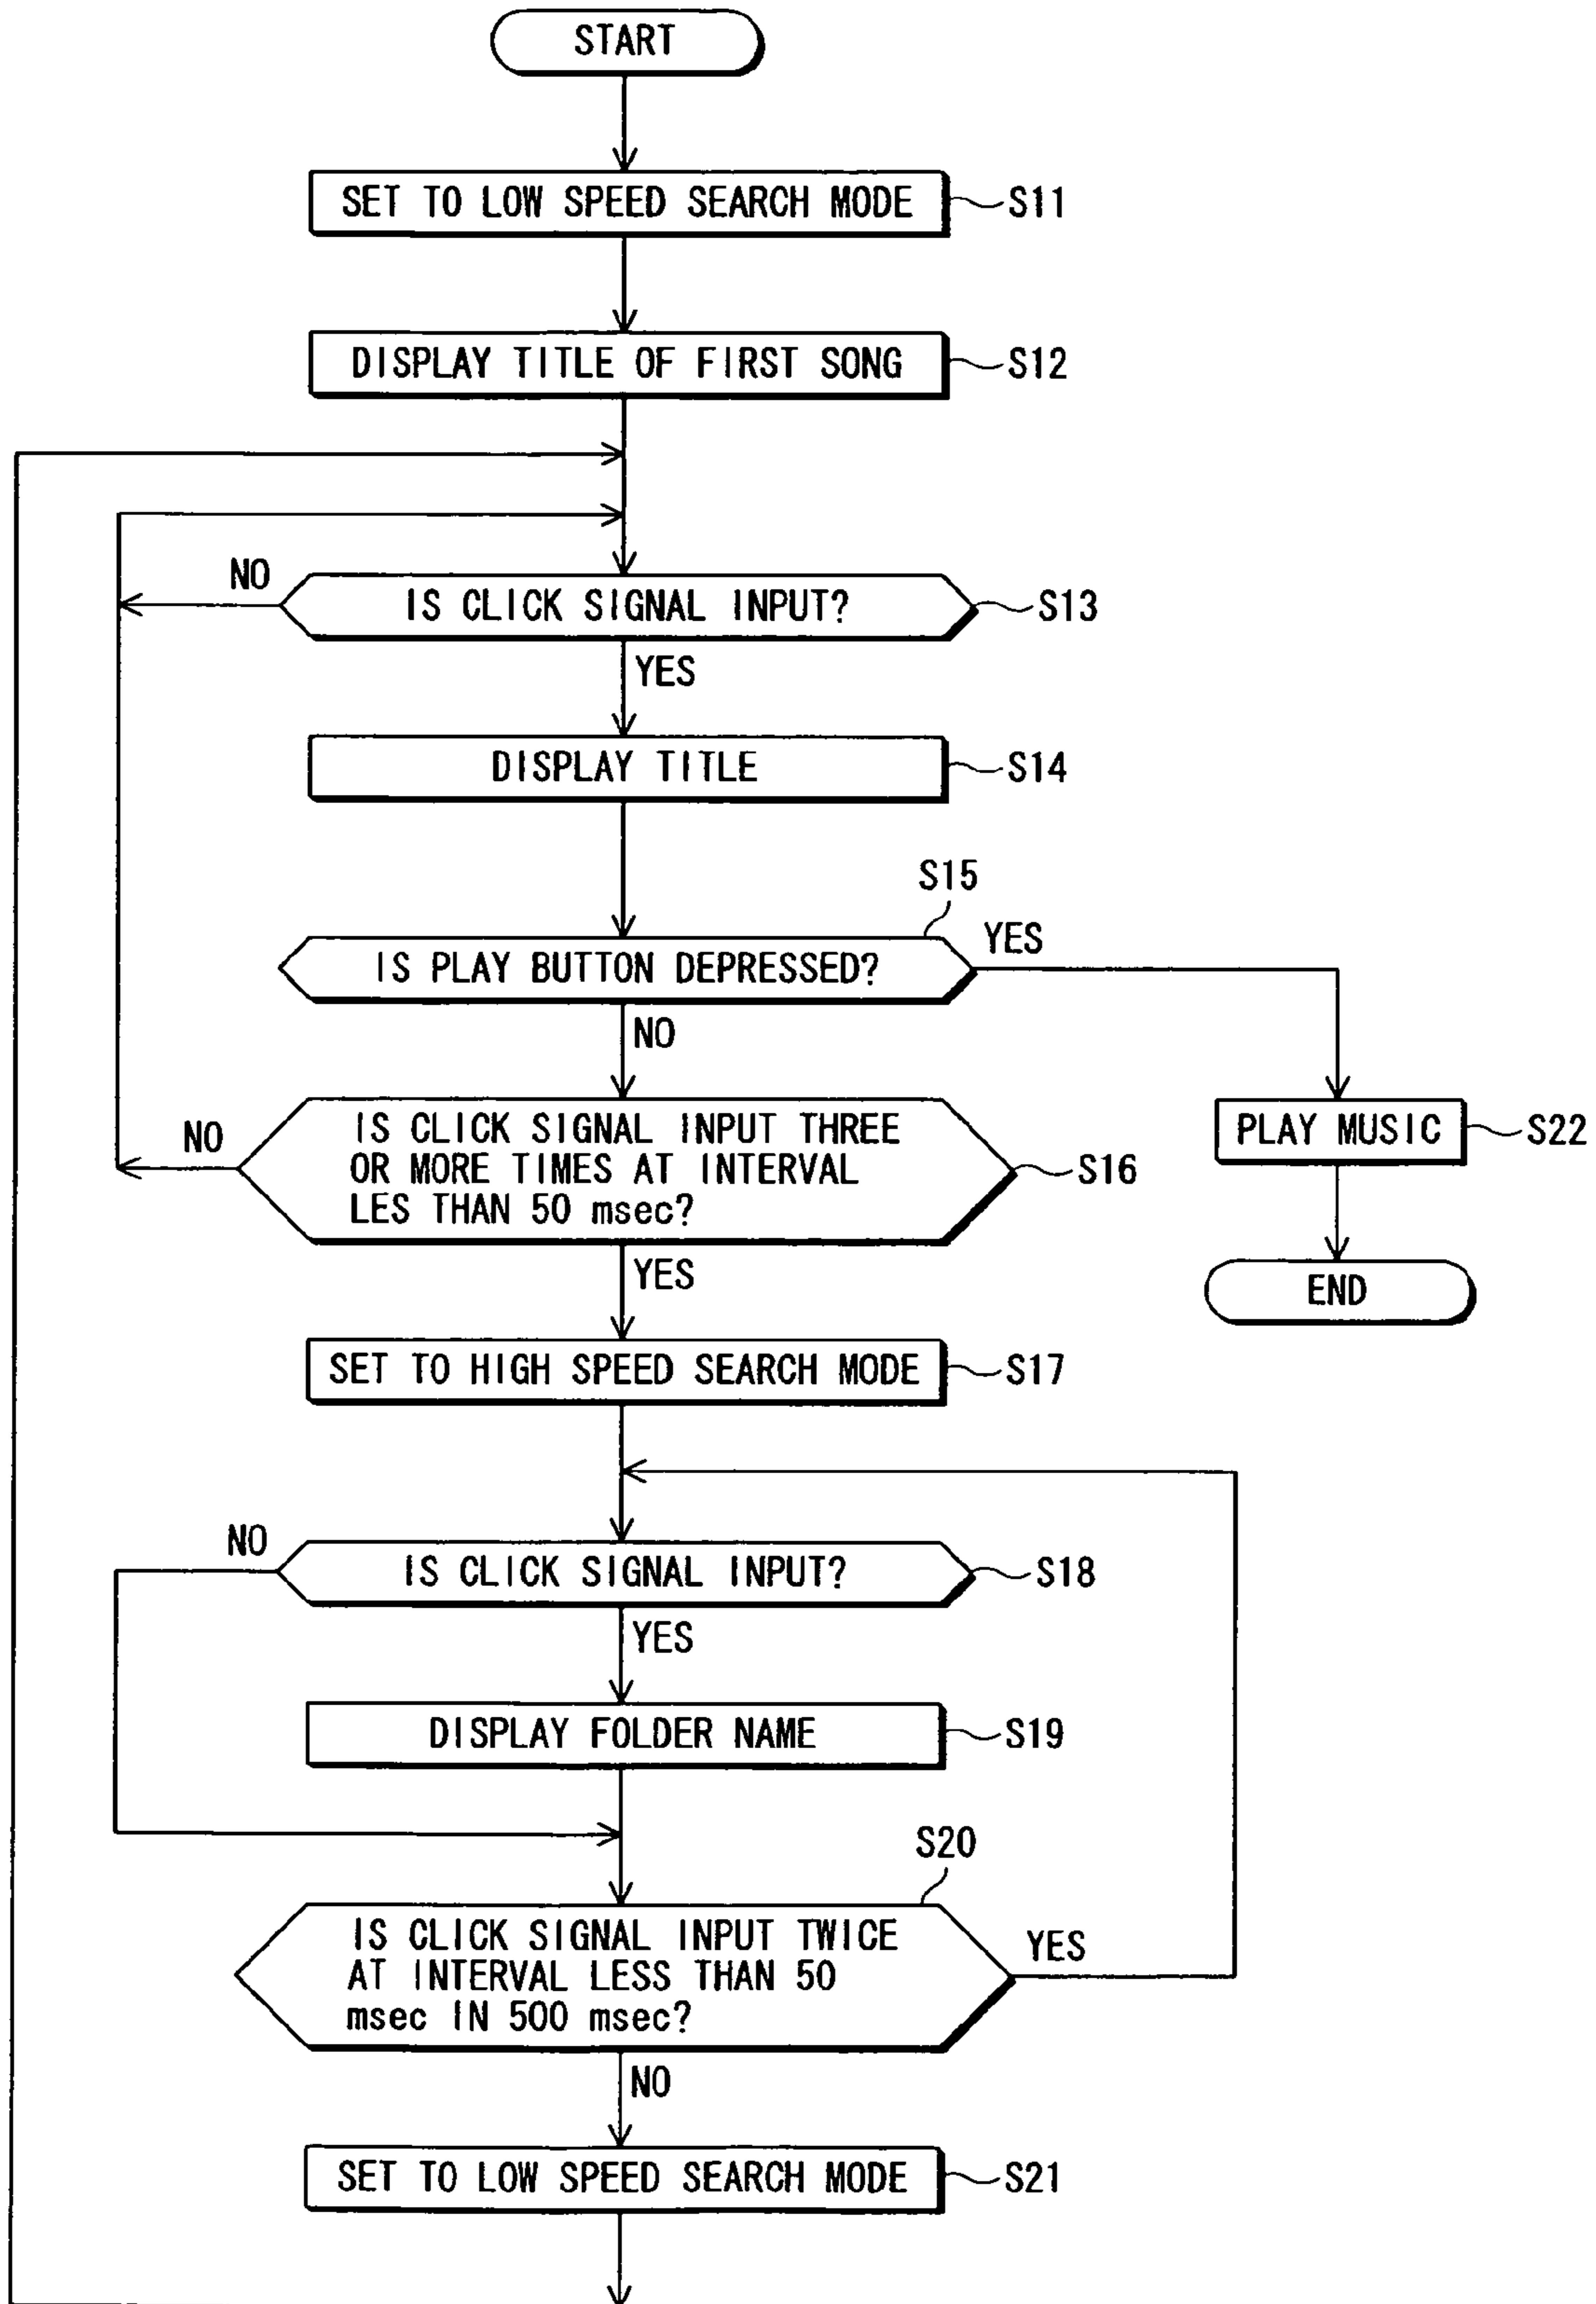 START
SET TO LOW SPEED SEARCH MODE
S11
DISPLAY TITLE OF FIRST SONG
S12
NO
IS CLICK SIGNAL INPUT?
S13
YES
DISPLAY TITLE
S14
S15
IS PLAY BUTTON DEPRESSED?
YES
NO
IS CLICK SIGNAL INPUT THREE
OR MORE TIMES AT INTERVAL
LES THAN 50 msec?
NO
S16
PLAY MUSIC
S22
YES
END
SET TO HIGH SPEED SEARCH MODE
S17
NO
IS CLICK SIGNAL INPUT?
S18
YES
DISPLAY FOLDER NAME
S19
S20
IS CLICK SIGNAL INPUT TWICE
AT INTERVAL LESS THAN 50
msec IN 500 msec?
YES
NO
SET TO LOW SPEED SEARCH MODE
S21